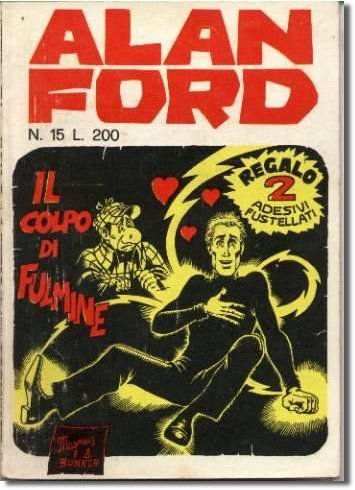 ALAN
FORD
N. 15 L. 200
REGALO
2
ADESIVI
FUSTELLATI
IL
COLPO
DI
FULMINE
Magnus
& BUNKER